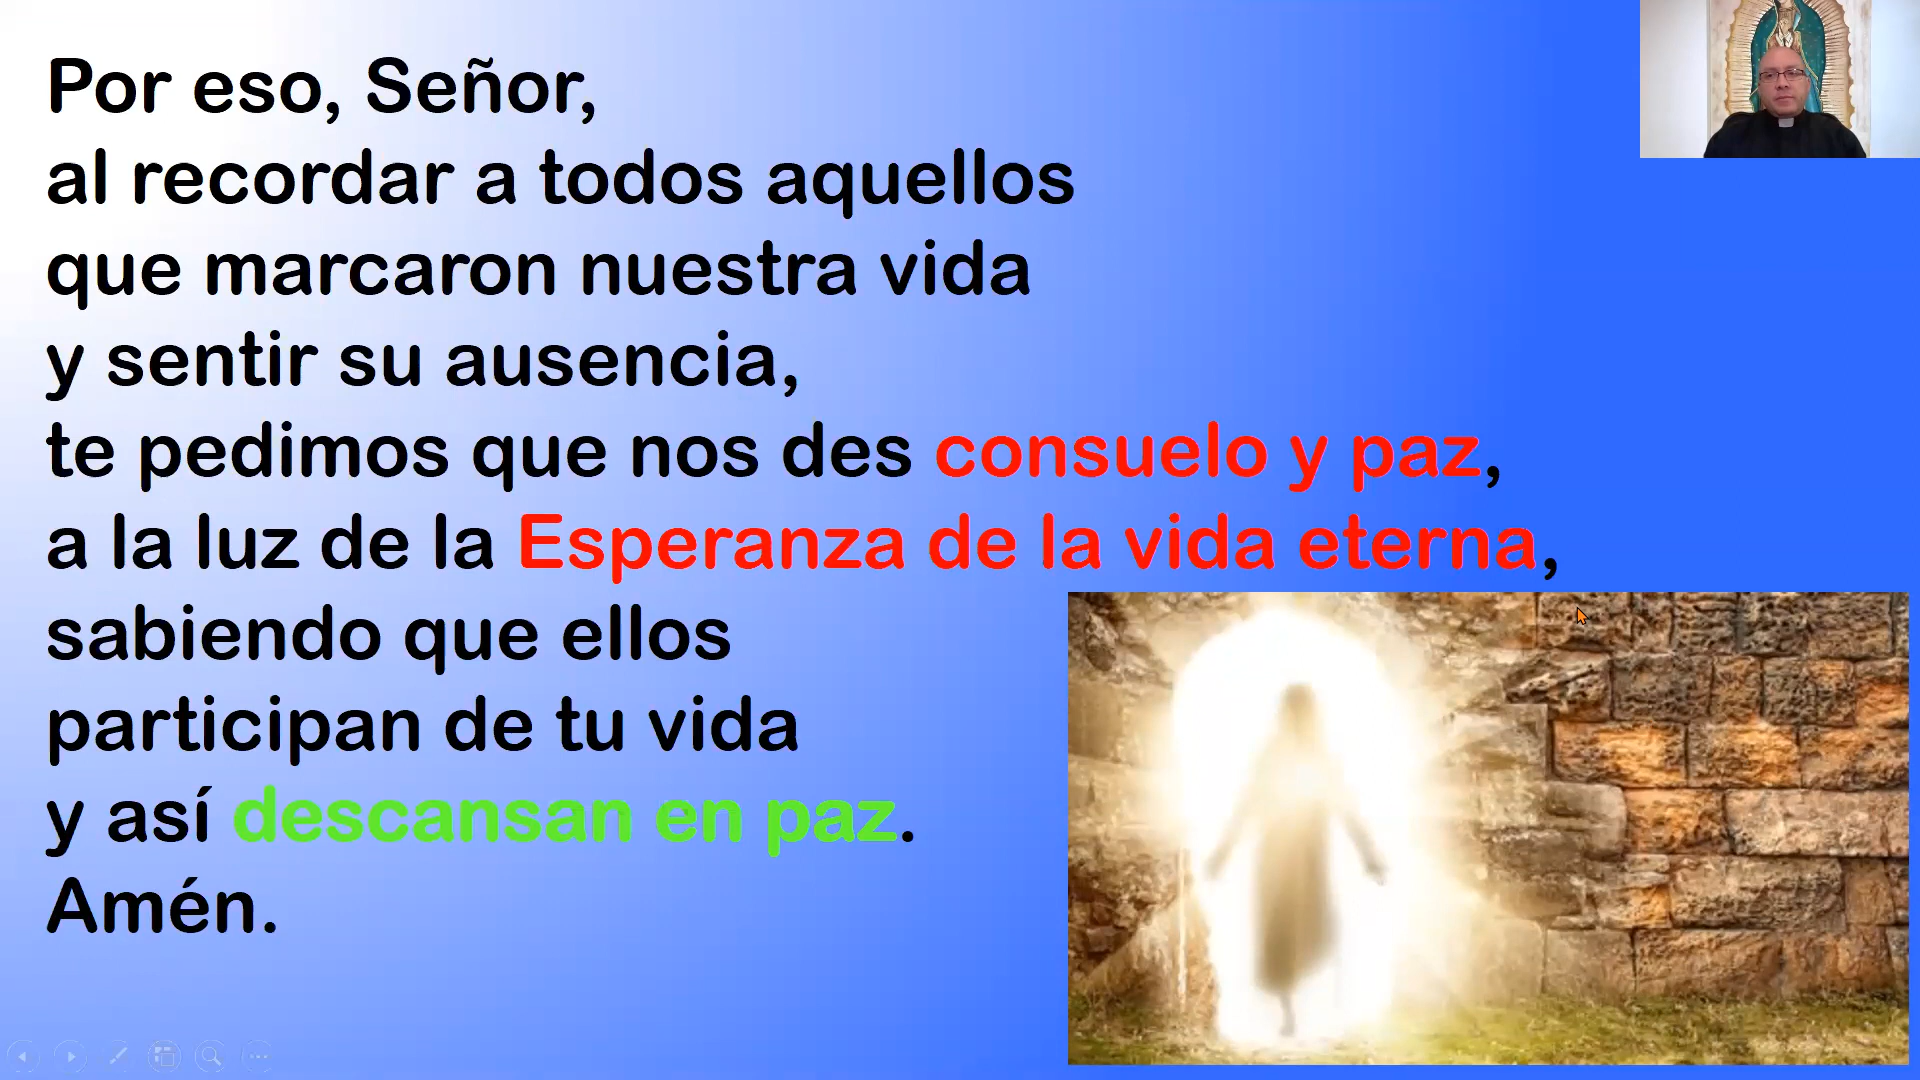 Por eso, Señor,
al recordar a todos aquellos
que marcaron nuestra vida
y sentir su ausencia,
te pedimos que nos des consuelo y paz,
a la luz de la Esperanza de la vida eterna,
sabiendo que ellos
participan de tu vida
y así descansan en paz.
Amén.